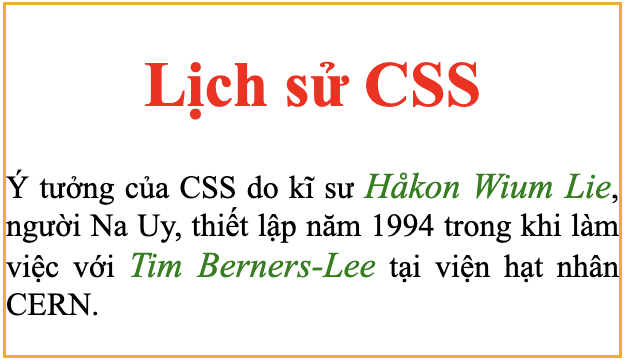 Lịch sử CSS
Ý tưởng của CSS do kĩ sư Håkon Wium Lie,
người Na Uy, thiết lập năm 1994 trong khi làm
việc với Tim Berners-Lee tại viện hạt nhân
CERN.